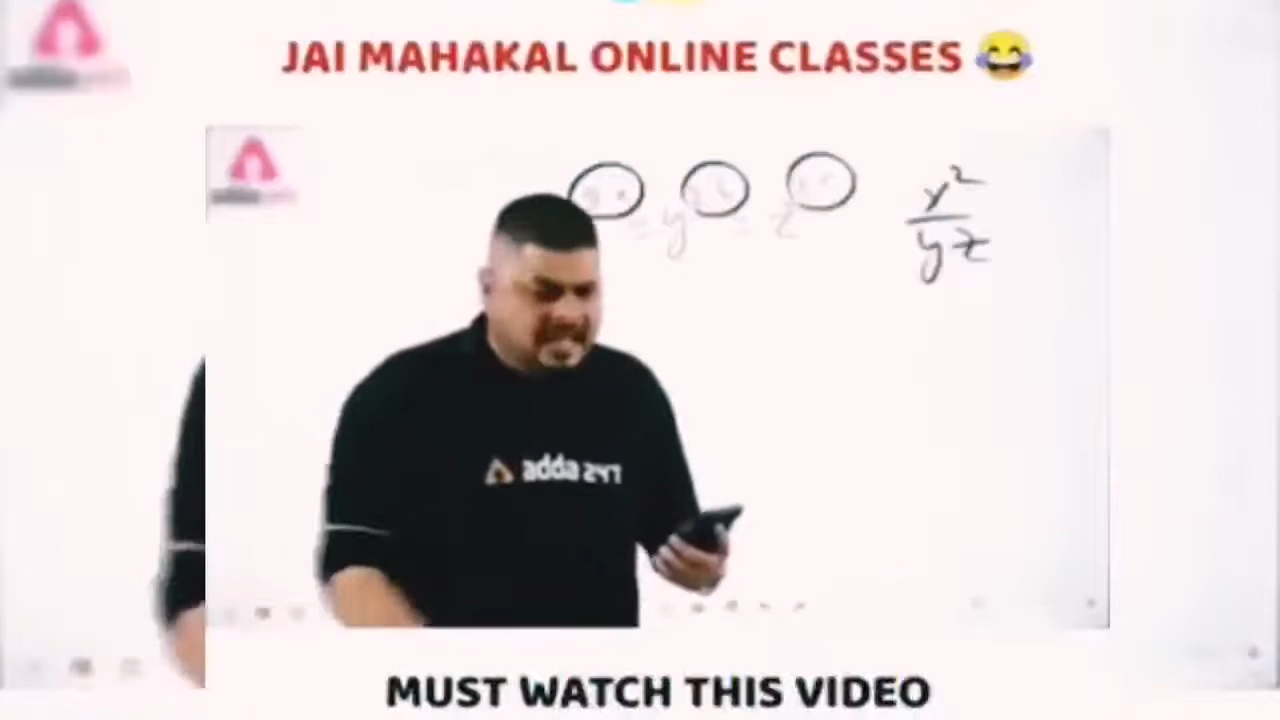 JAI MAHAKAL ONLINE CLASSES 😂
= y = z
x²
yz
adda 247
MUST WATCH THIS VIDEO